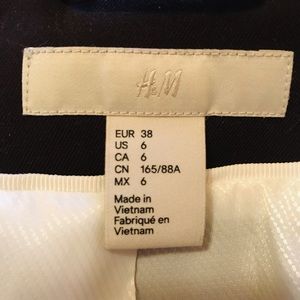 H&M
EUR 38
US 6
CA 6
CN 165/88A
MX 6
Made in
Vietnam
Fabriqué en
Vietnam